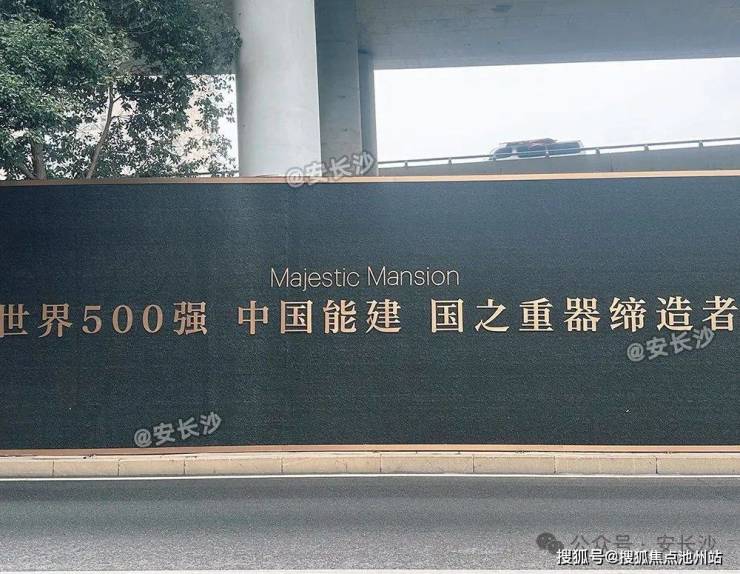 @安长沙
Majestic Mansion
世界500强 中国能建 国之重器缔造者
@安长沙
@安长沙
公众号·安长沙
搜狐号@搜狐焦点池州站